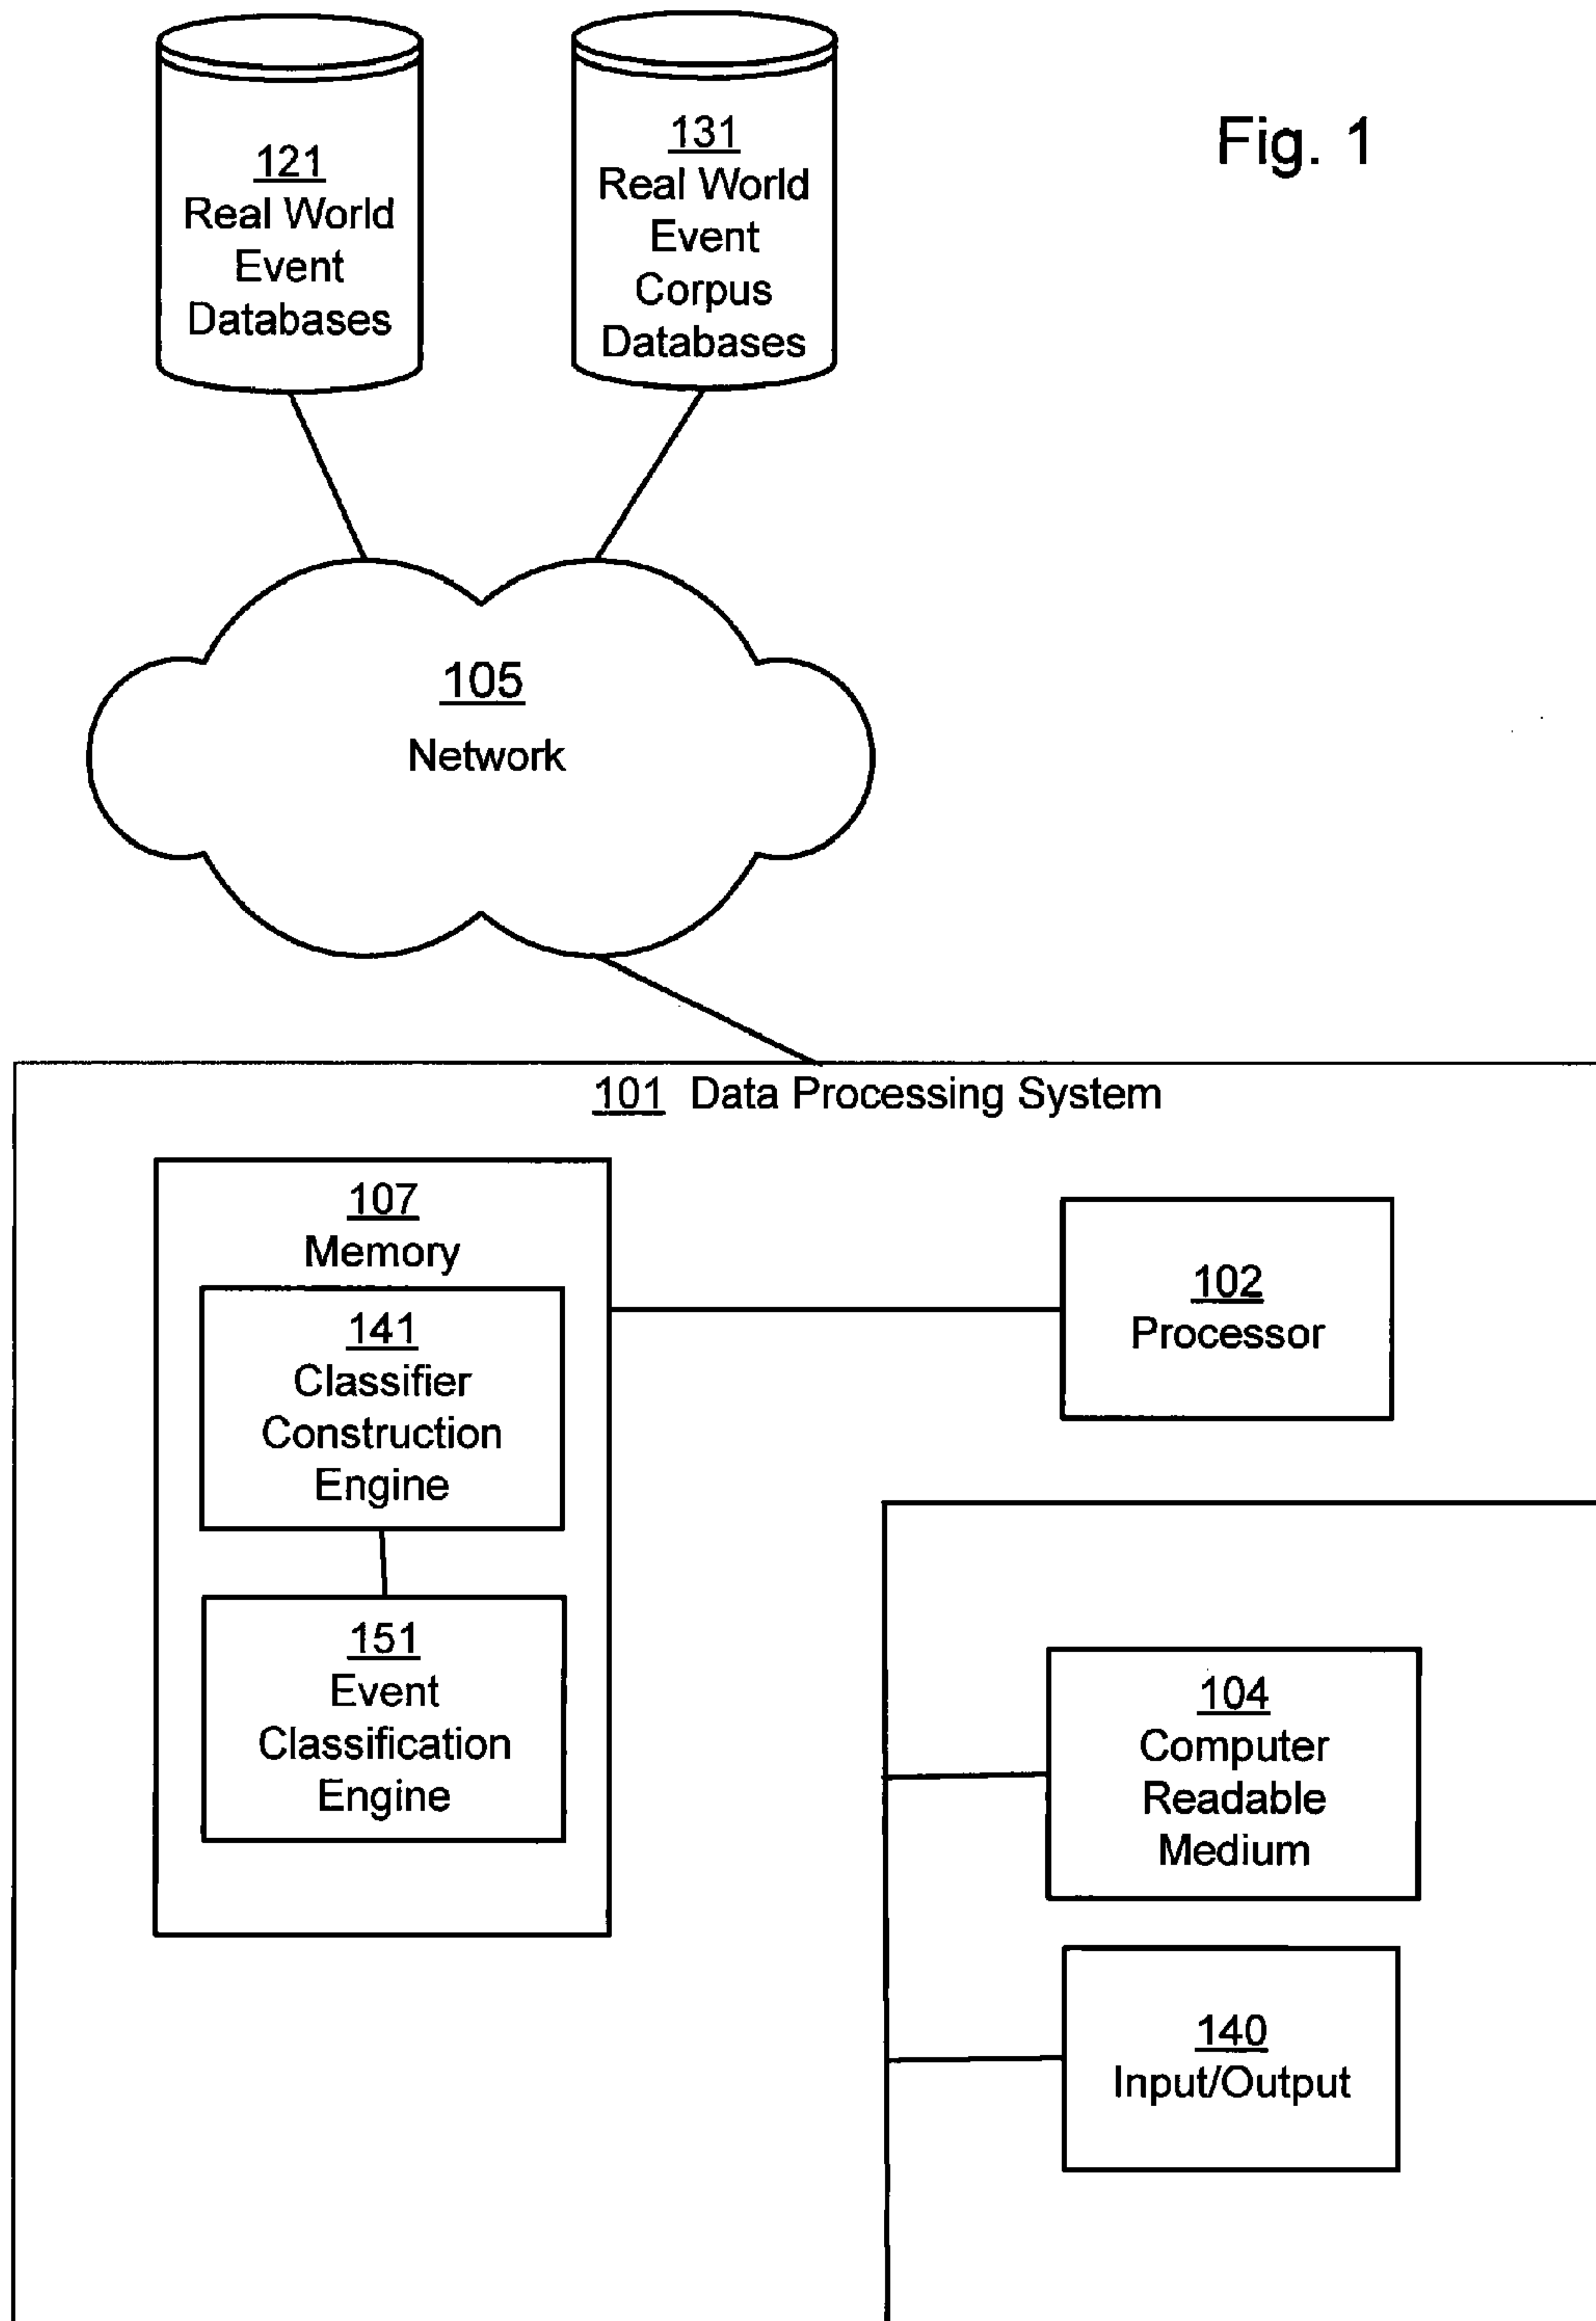 Fig. 1
121
Real World
Event
Databases
131
Real World
Event
Corpus
Databases
105
Network
101 Data Processing System
107
Memory
141
Classifier
Construction
Engine
151
Event
Classification
Engine
102
Processor
104
Computer
Readable
Medium
140
Input/Output